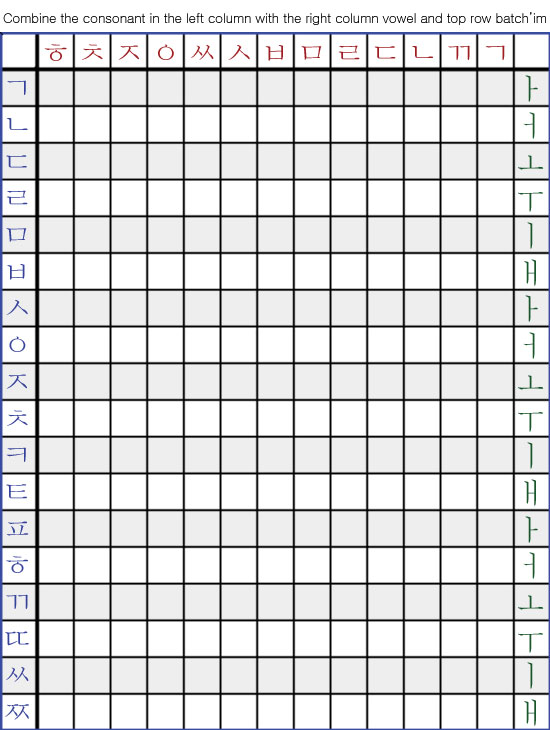 Combine the consonant in the left column with the right column vowel and top row batch'im
ㅎ ㅊ ㅈ ㅇ ㅆ ㅅ ㅂ ㅁ ㄹ ㄷ ㄴ ㄲ ㄱ
ㄱ ㅏ
ㄴ ㅓ
ㄷ ㅗ
ㄹ ㅜ
ㅁ ㅣ
ㅂ ㅐ
ㅅ ㅏ
ㅇ ㅓ
ㅈ ㅗ
ㅊ ㅜ
ㅋ ㅣ
ㅌ ㅐ
ㅍ ㅏ
ㅎ ㅓ
ㄲ ㅗ
ㄸ ㅜ
ㅆ ㅣ
ㅉ ㅐ